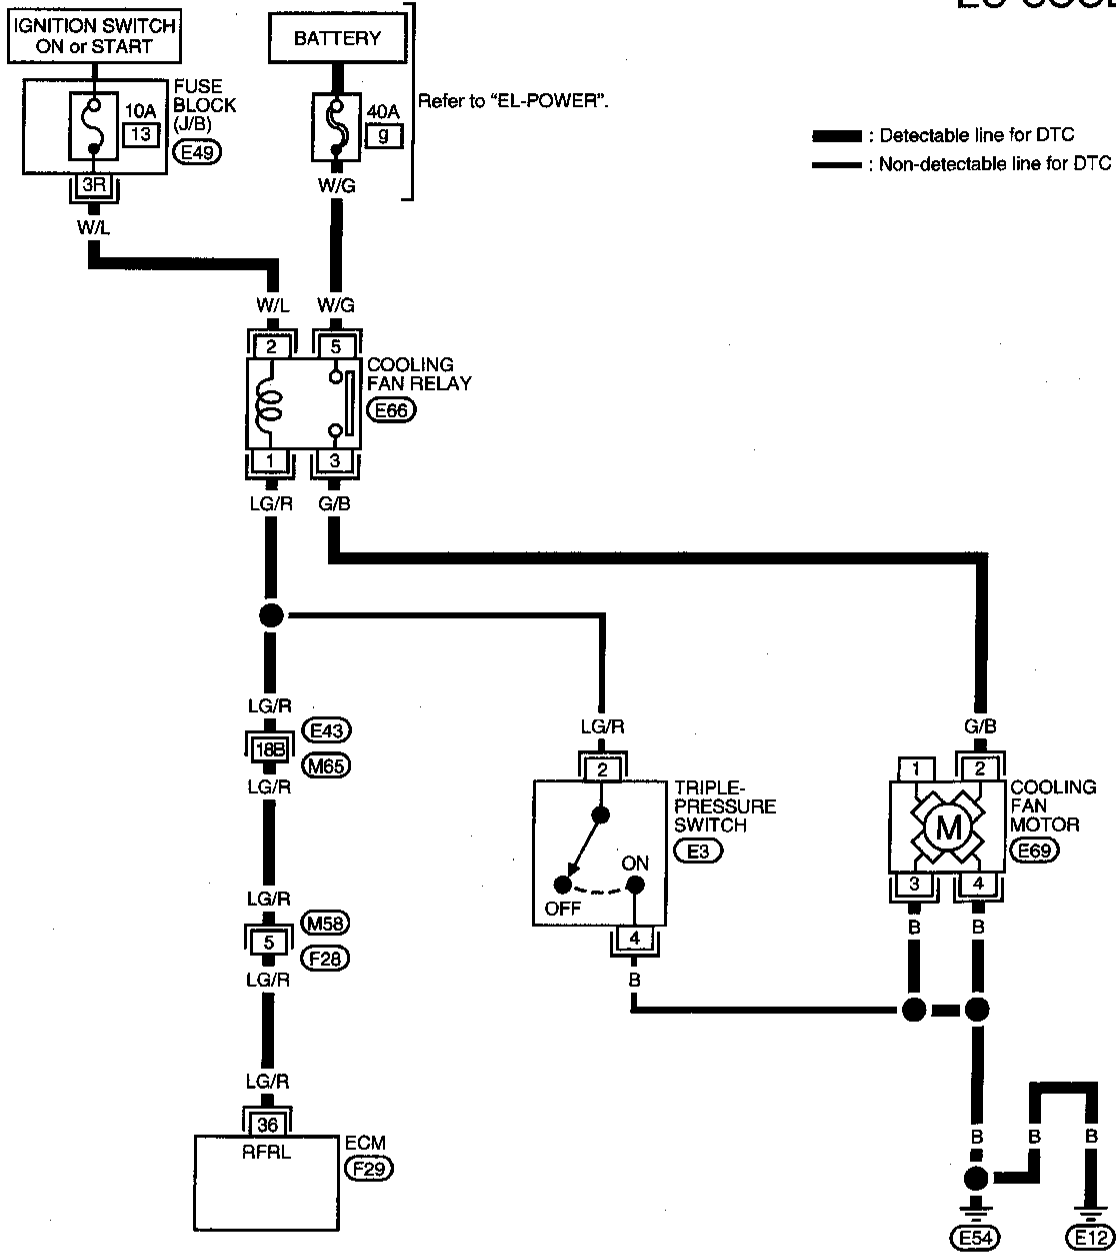 IGNITION SWITCH
ON or START
BATTERY
10A
13
FUSE
BLOCK
(J/B)
E49
40A
g
Refer to "EL-POWER".
: Detectable line for DTC
: Non-detectable line for DTC
3R
W/L
W/G
W/L
W/G
2
5
COOLING
FAN RELAY
E66
1
3
LG/R
G/B
LG/R
E43
18B
M65
LG/R
LG/R
M58
5
F28
LG/R
LG/R
36
RFRL
ECM
F29
LG/R
2
TRIPLE-
PRESSURE
SWITCH
E3
ON
OFF
4
B
G/B
1
2
M
COOLING
FAN
MOTOR
E69
3
4
B
B
B
B
B
E54
E12